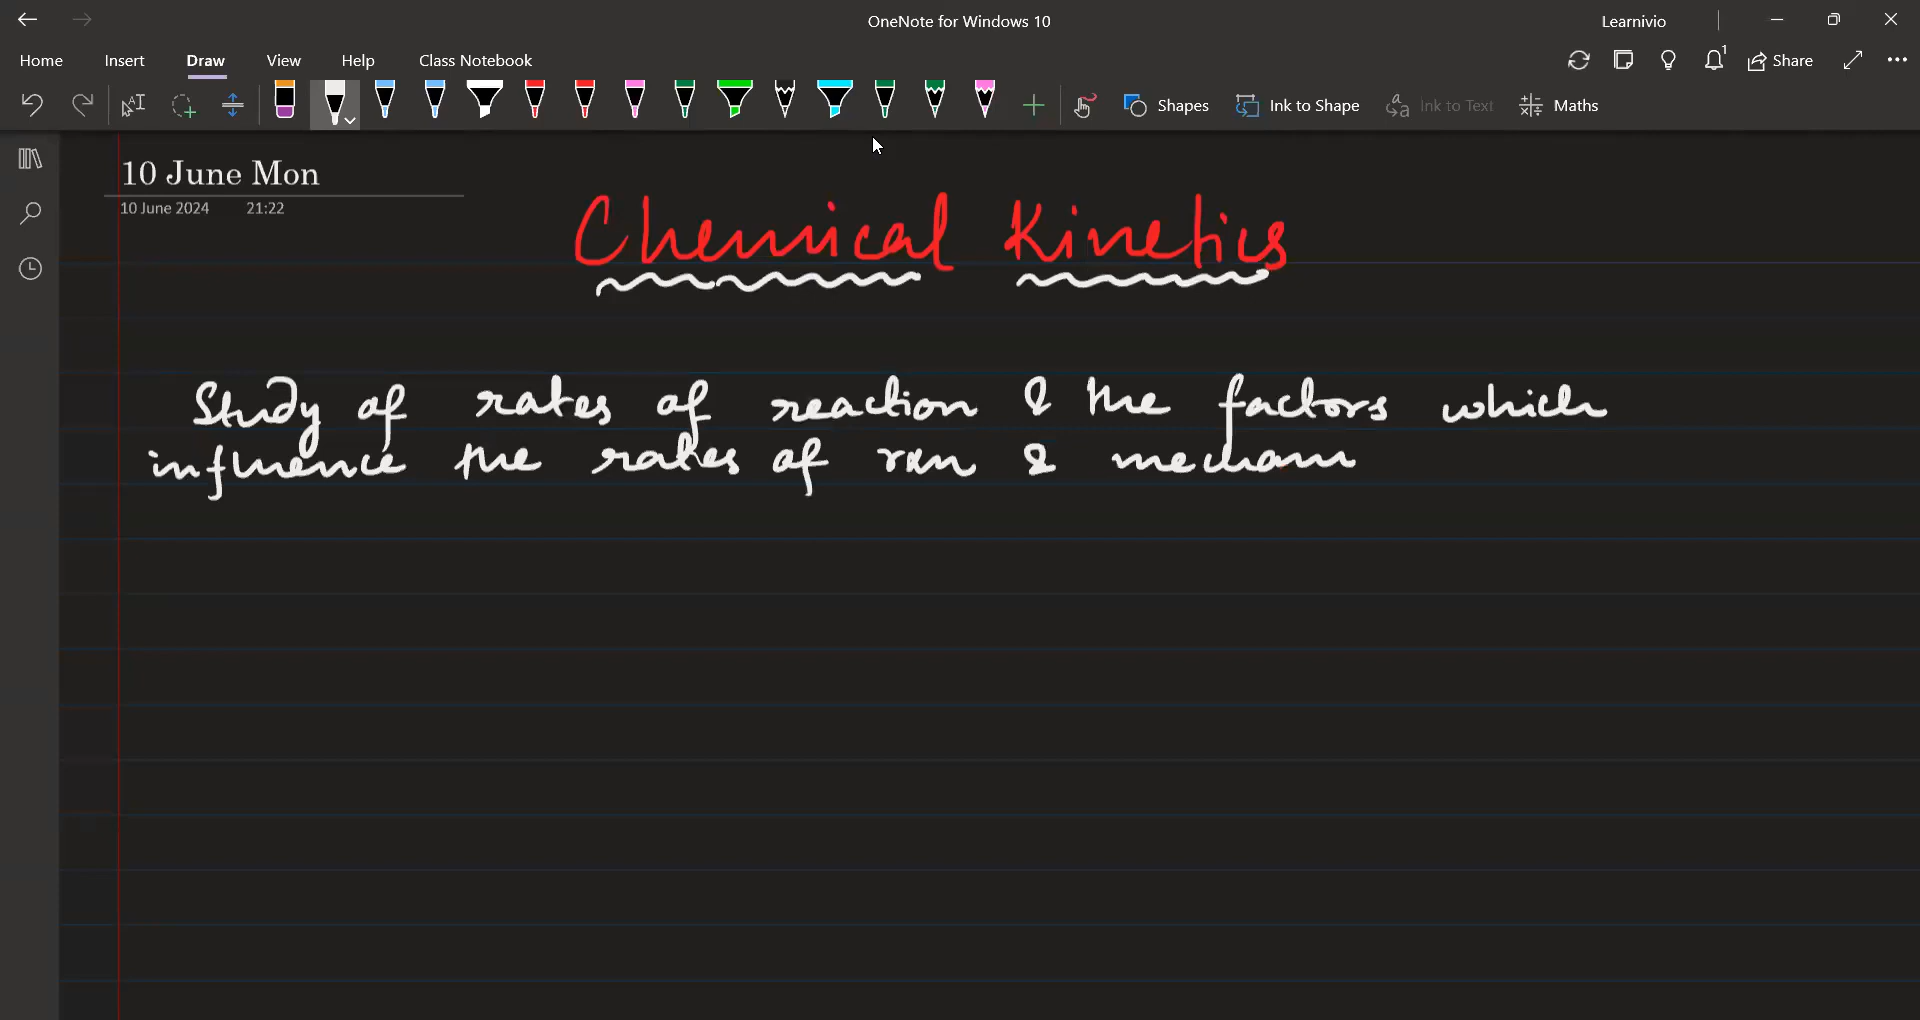 OneNote for Windows 10
Learnivio
Home Insert Draw View Help Class Notebook
1
Share
Shapes Ink to Shape Ink to Text Maths
10 June Mon
10 June 2024 21:22
Chemical Kinetics
Study of rates of reaction & the factors which
influence the rates of rxn & mecham